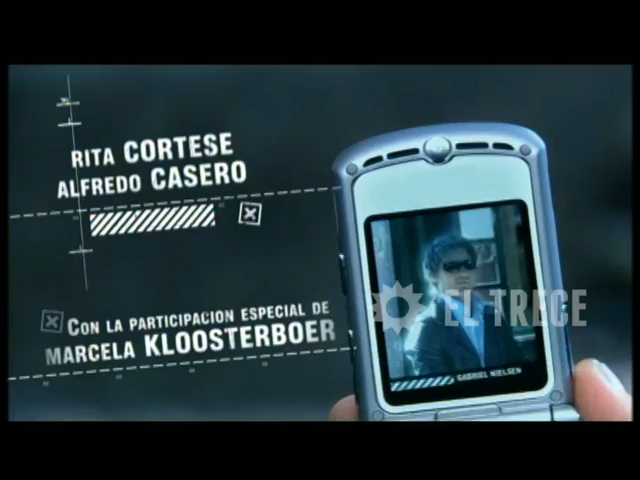 RITA CORTESE
ALFREDO CASERO
CON LA PARTICIPACION ESPECIAL DE
MARCELA KLOOSTERBOER
EL TRECE
GABRIEL NIELSEN